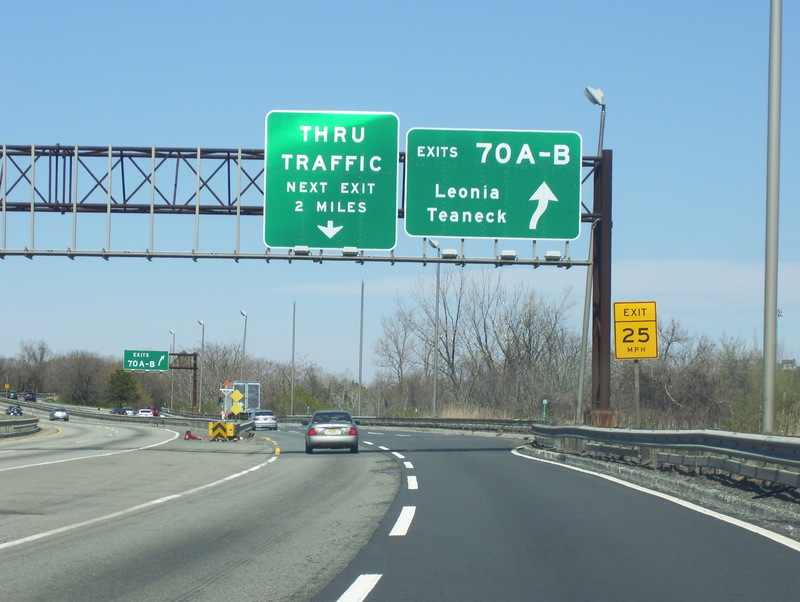 THRU
TRAFFIC
NEXT EXIT
2 MILES
EXITS 70A-B
Leonia
Teaneck
EXIT
25
MPH
EXITS
70A-B